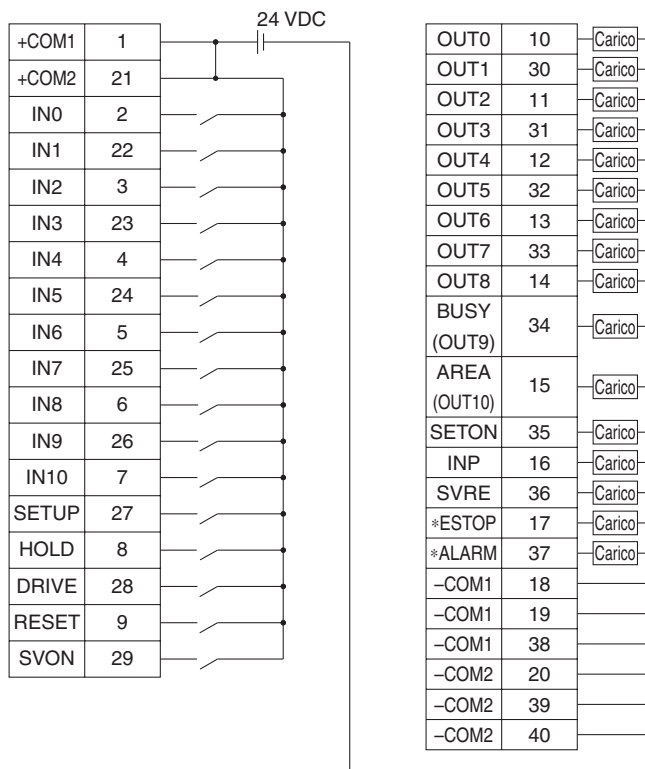 24 VDC
+COM1 1
+COM2 21
IN0 2
IN1 22
IN2 3
IN3 23
IN4 4
IN5 24
IN6 5
IN7 25
IN8 6
IN9 26
IN10 7
SETUP 27
HOLD 8
DRIVE 28
RESET 9
SVON 29
OUT0 10 Carico
OUT1 30 Carico
OUT2 11 Carico
OUT3 31 Carico
OUT4 12 Carico
OUT5 32 Carico
OUT6 13 Carico
OUT7 33 Carico
OUT8 14 Carico
BUSY
(OUT9) 34 Carico
AREA
(OUT10) 15 Carico
SETON 35 Carico
INP 16 Carico
SVRE 36 Carico
*ESTOP 17 Carico
*ALARM 37 Carico
–COM1 18
–COM1 19
–COM1 38
–COM2 20
–COM2 39
–COM2 40